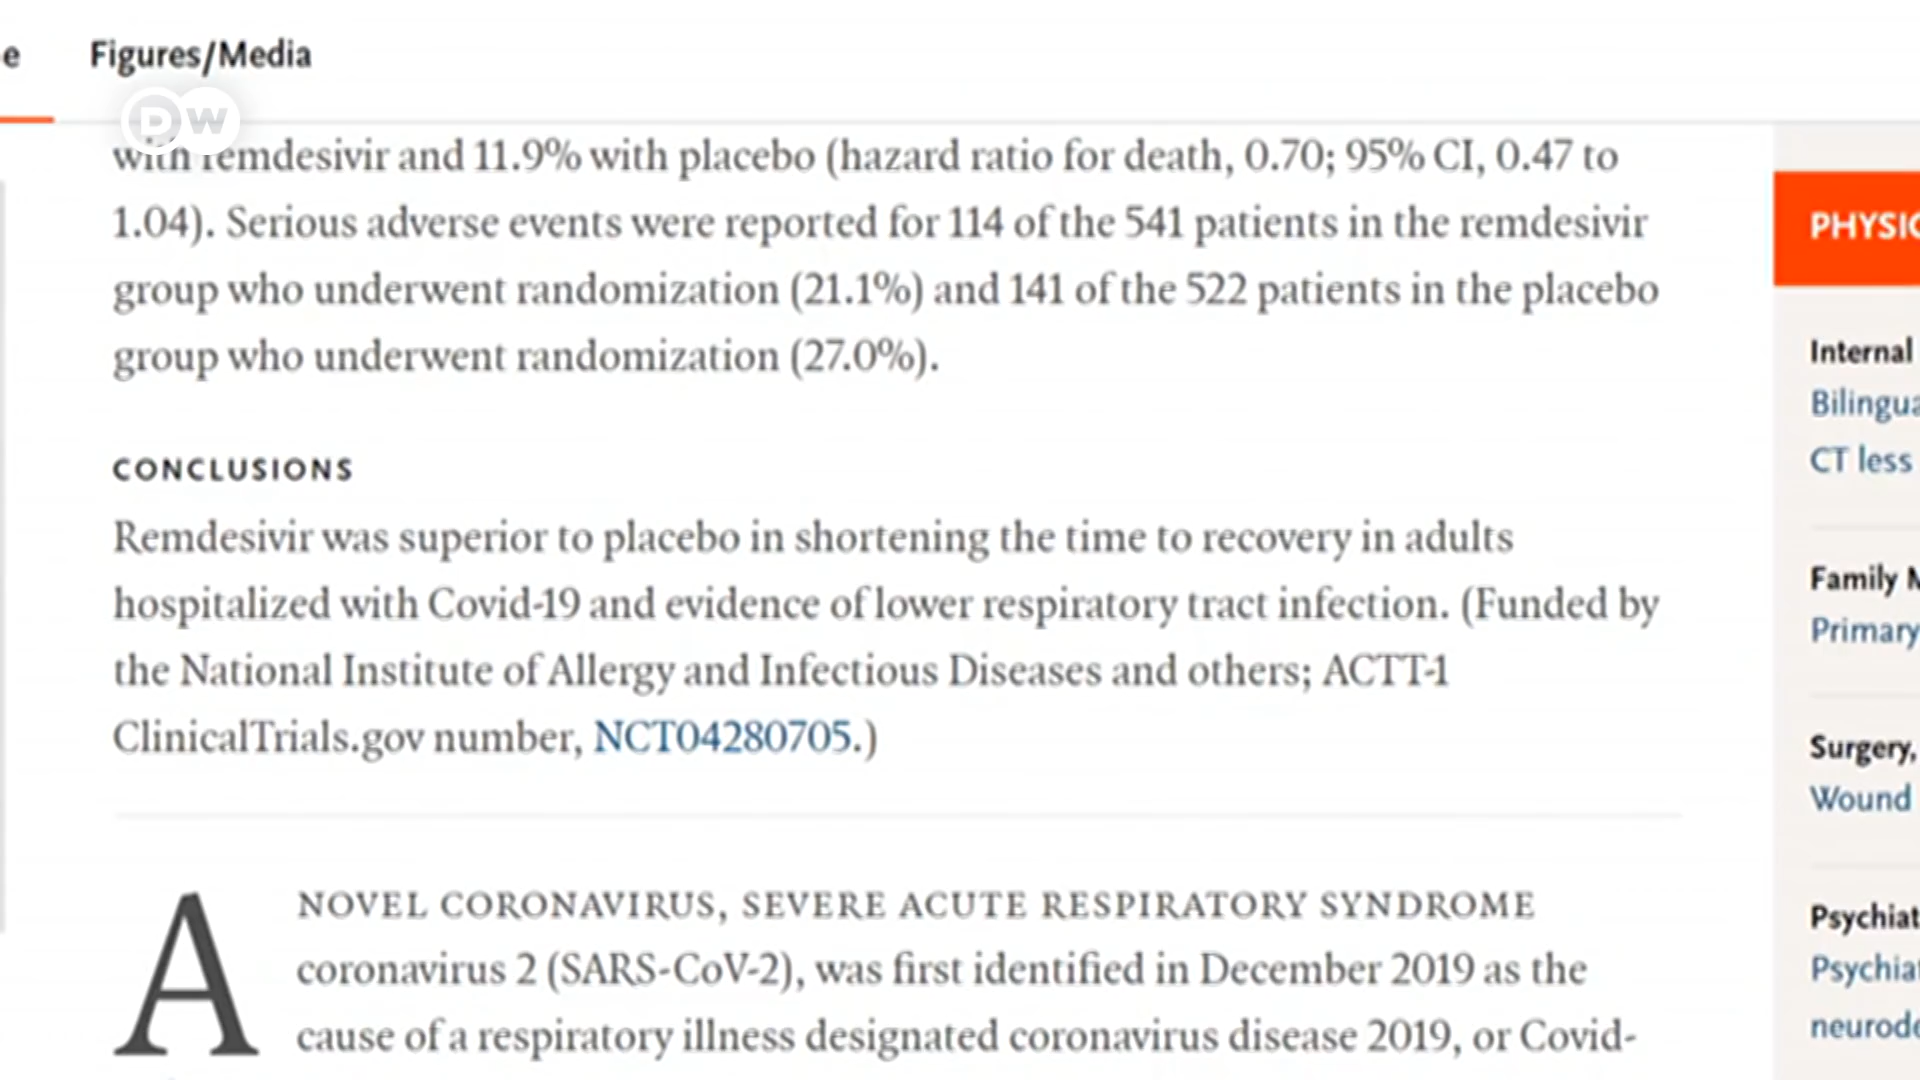 Figures/Media
DW
with remdesivir and 11.9% with placebo (hazard ratio for death, 0.70; 95% CI, 0.47 to
1.04). Serious adverse events were reported for 114 of the 541 patients in the remdesivir
group who underwent randomization (21.1%) and 141 of the 522 patients in the placebo
group who underwent randomization (27.0%).
CONCLUSIONS
Remdesivir was superior to placebo in shortening the time to recovery in adults
hospitalized with Covid-19 and evidence of lower respiratory tract infection. (Funded by
the National Institute of Allergy and Infectious Diseases and others; ACTT-1
ClinicalTrials.gov number, NCT04280705.)
A NOVEL CORONAVIRUS, SEVERE ACUTE RESPIRATORY SYNDROME
coronavirus 2 (SARS-CoV-2), was first identified in December 2019 as the
cause of a respiratory illness designated coronavirus disease 2019, or Covid-
Internal
CT less
Family
Primary
Surgery,
Wound